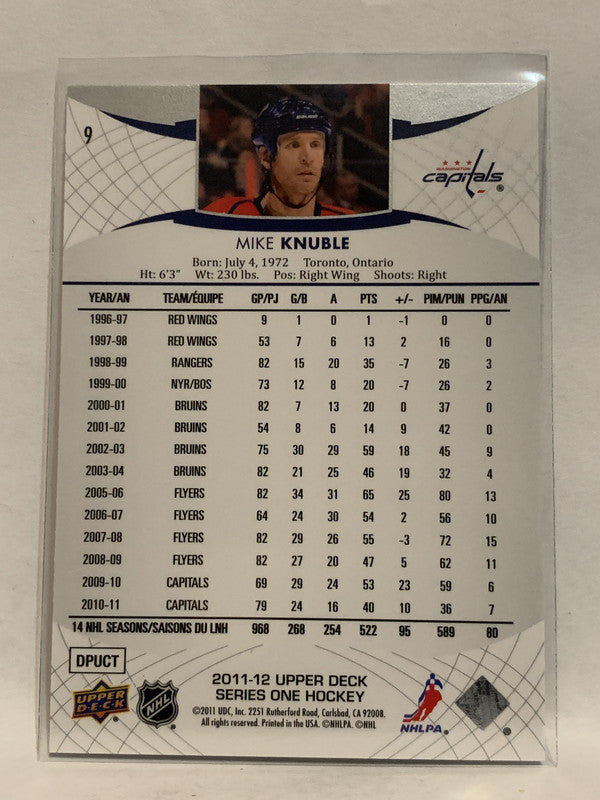 9
WASHINGTON
capitals®
MIKE KNUBLE
Born: July 4, 1972 Toronto, Ontario
Ht: 6'3" Wt: 230 lbs. Pos: Right Wing Shoots: Right
YEAR/AN TEAM/ÉQUIPE GP/PJ G/B A PTS +/- PIM/PUN PPG/AN
1996-97 RED WINGS 9 1 0 1 -1 0 0
1997-98 RED WINGS 53 7 6 13 2 16 0
1998-99 RANGERS 82 15 20 35 -7 26 3
1999-00 NYR/BOS 73 12 8 20 -7 26 2
2000-01 BRUINS 82 7 13 20 0 37 0
2001-02 BRUINS 54 8 6 14 9 42 0
2002-03 BRUINS 75 30 29 59 18 45 9
2003-04 BRUINS 82 21 25 46 19 32 4
2005-06 FLYERS 82 34 31 65 25 80 13
2006-07 FLYERS 64 24 30 54 2 56 10
2007-08 FLYERS 82 29 26 55 -3 72 15
2008-09 FLYERS 82 27 20 47 5 62 11
2009-10 CAPITALS 69 29 24 53 23 59 6
2010-11 CAPITALS 79 24 16 40 10 36 7
14 NHL SEASONS/SAISONS DU LNH 968 268 254 522 95 589 80
DPUCT
UPPER DECK
NHL
2011-12 UPPER DECK
SERIES ONE HOCKEY
©2011 UDC, Inc. 2251 Rutherford Road, Carlsbad, CA 92008.
All rights reserved. Printed in the USA. ©NHLPA. ©NHL
NHLPA.